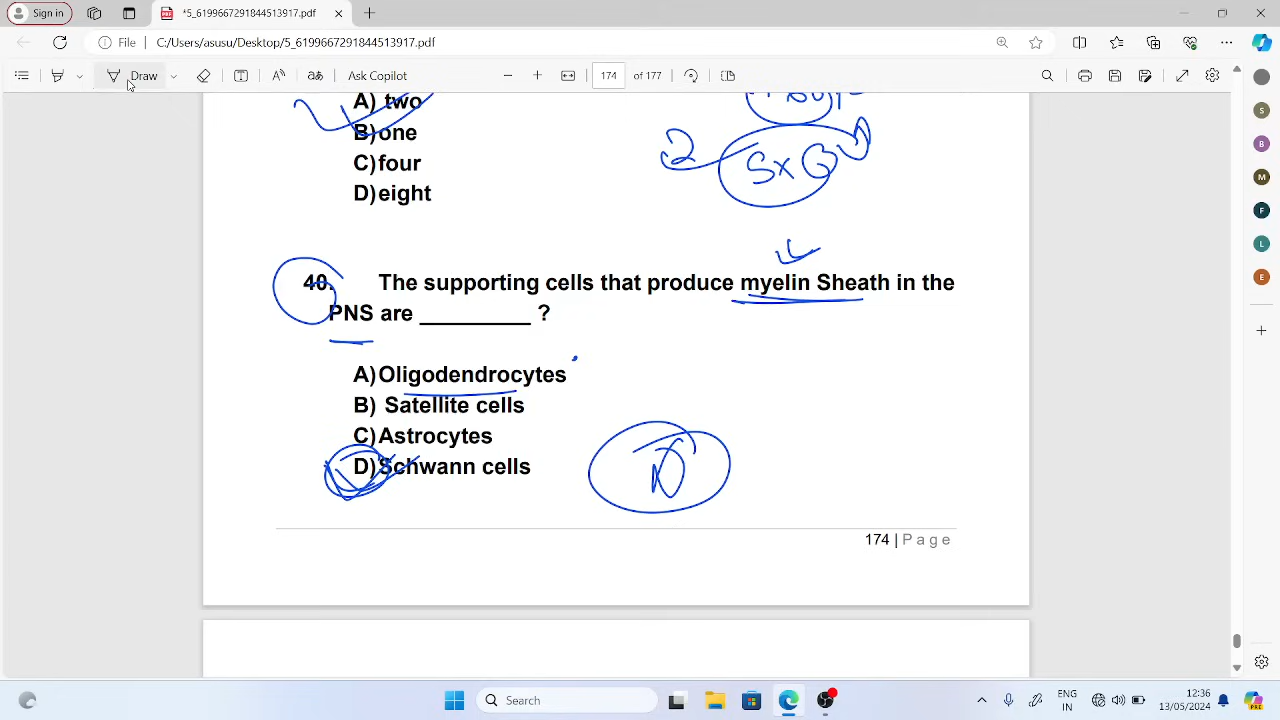 Sign in
*5_6199667291844513917.pdf
File
C:/Users/asusu/Desktop/5_6199667291844513917.pdf
Draw
Ask Copilot
174 of 177
A) two
B)one
C)four
D)eight
2
40. The supporting cells that produce myelin Sheath in the
PNS are _________ ?
A)Oligodendrocytes
B) Satellite cells
C)Astrocytes
D)Schwann cells
174 | Page
S
B
M
F
L
E
Search
ENG
IN
12:36
13/05/2024